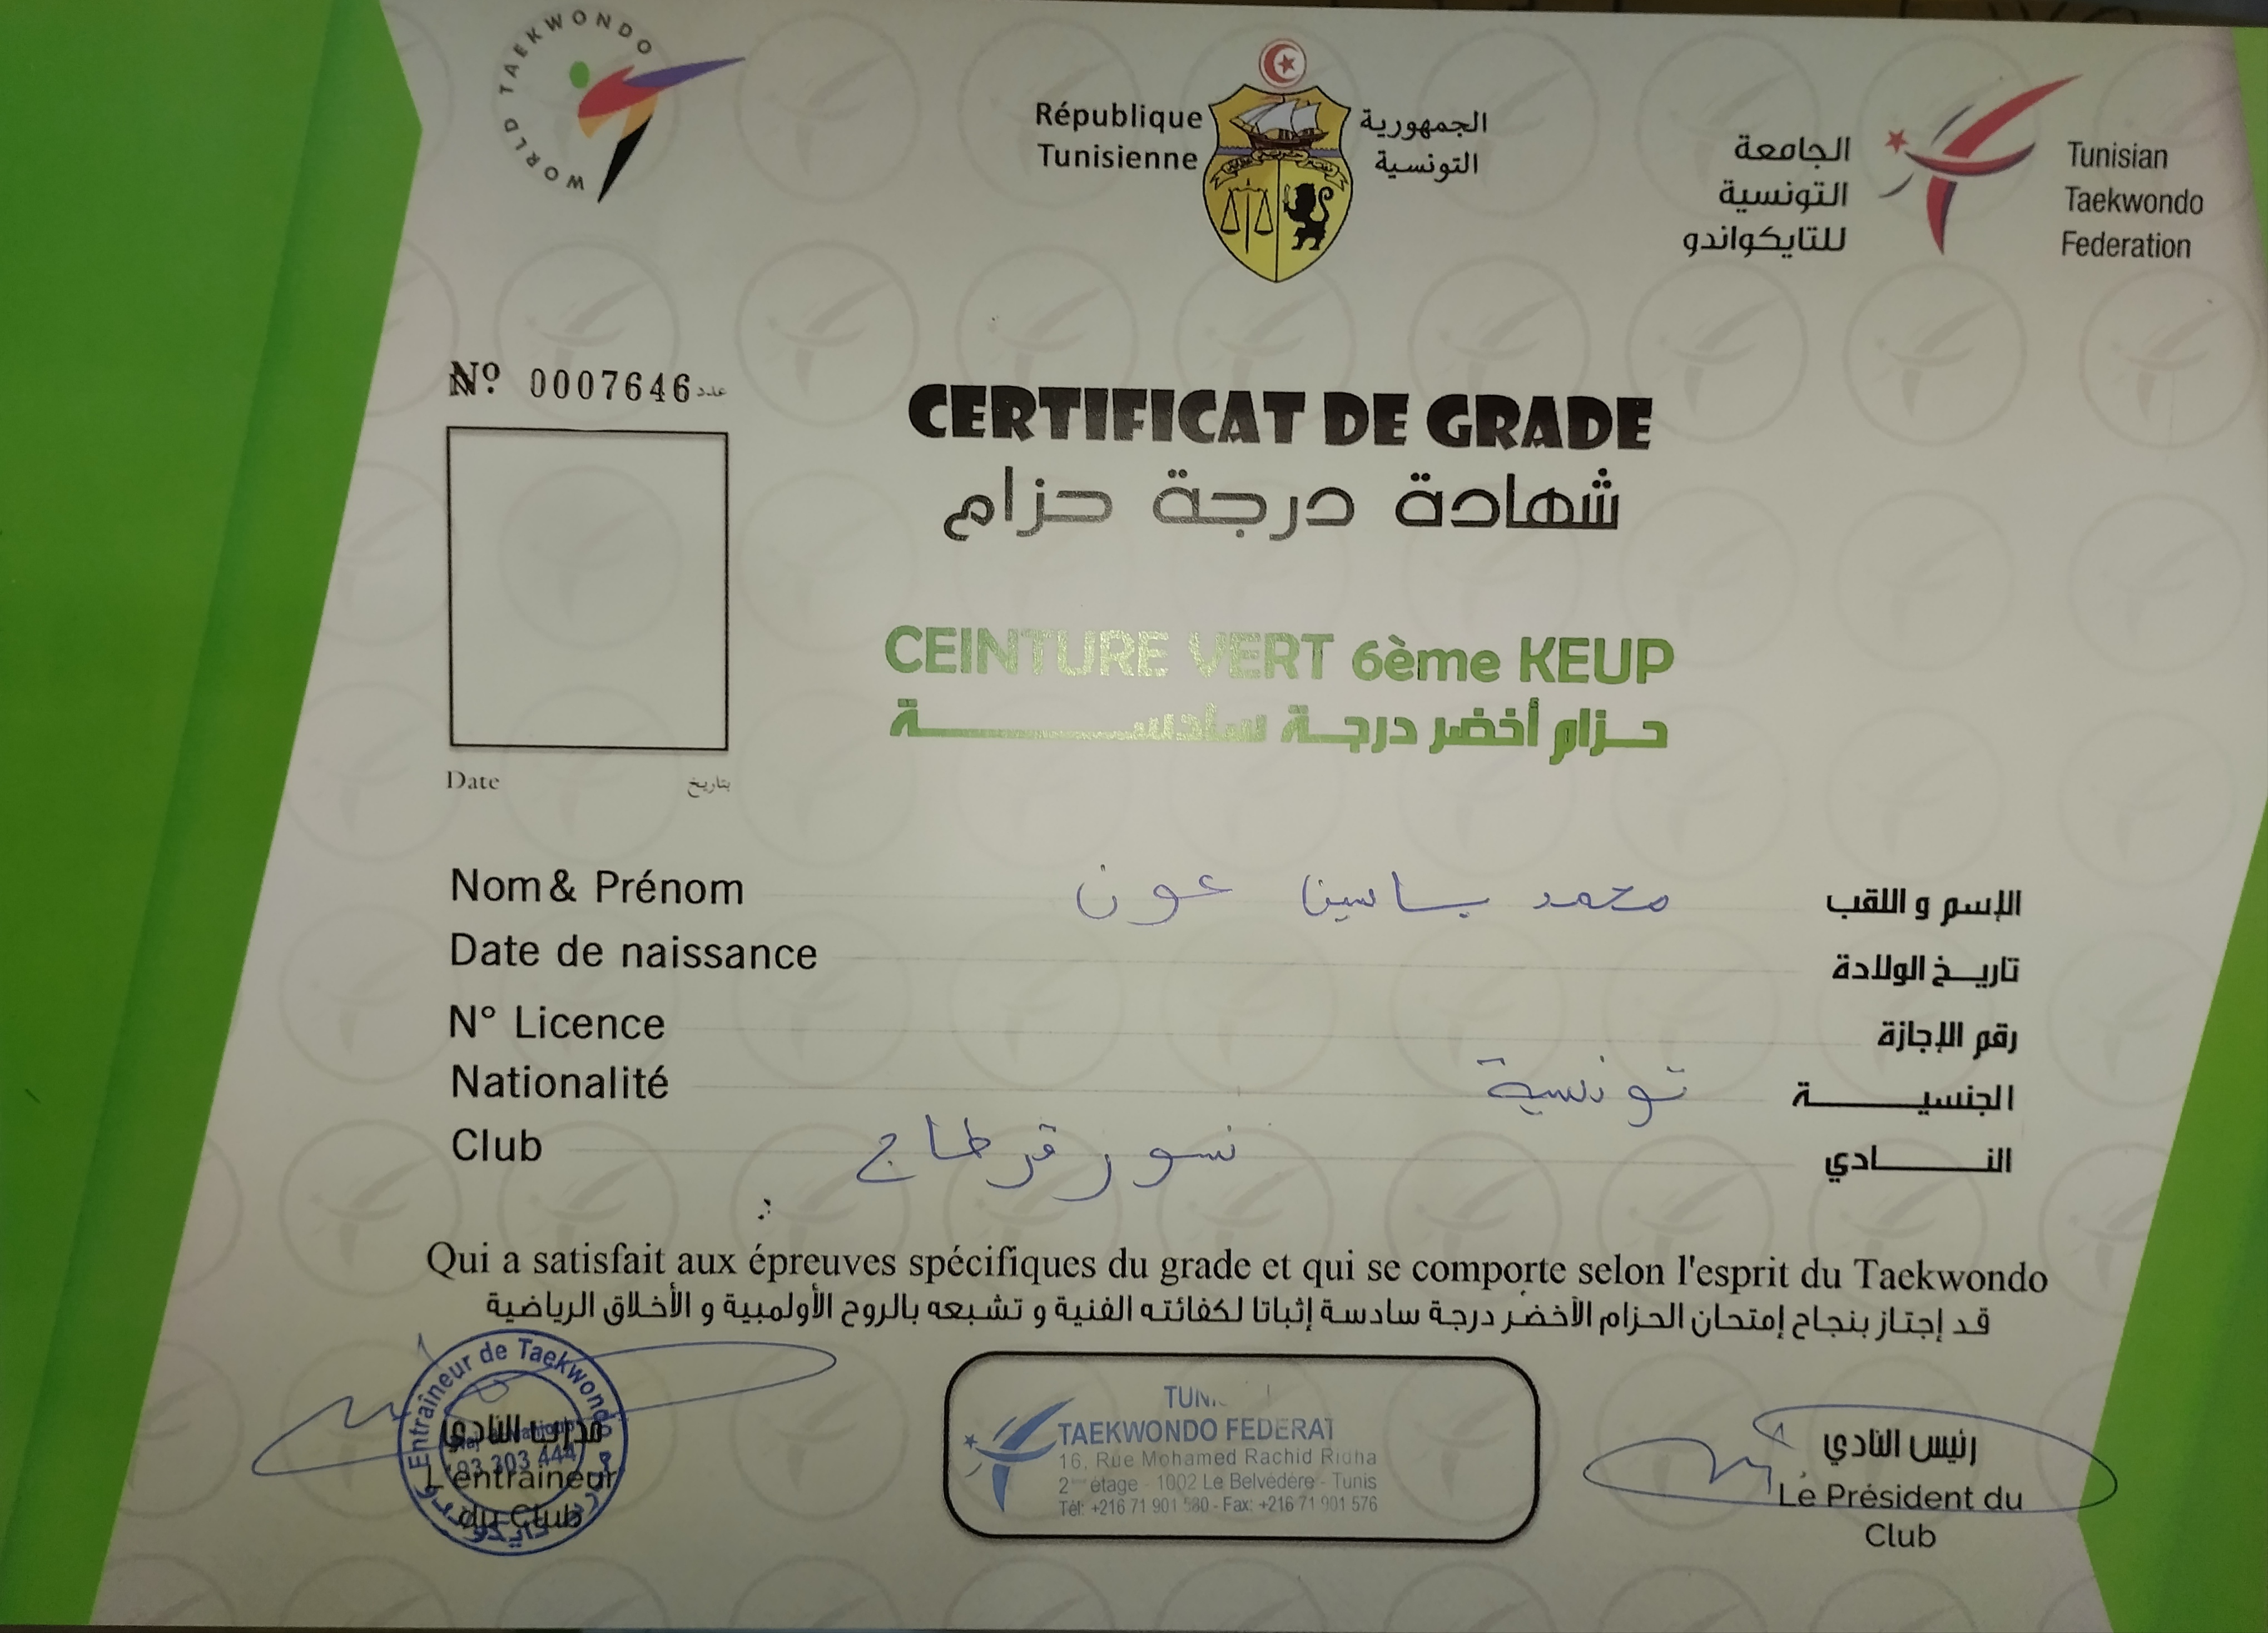 WORLD TAEKWONDO
République
Tunisienne
الجمهورية
التونسية
الجامعة
التونسية
للتايكواندو
Tunisian
Taekwondo
Federation
Nº 0007646 عدد
CERTIFICAT DE GRADE
شهادة درجة حزام
CEINTURE VERT 6ème KEUP
حزام أخضر درجة سادسة
Date بتاريخ
Nom & Prénom محمد ياسين عون الإسم و اللقب
Date de naissance تاريخ الولادة
N° Licence رقم الإجازة
Nationalité تونسية الجنسية
Club نسور قرطاج النادي
Qui a satisfait aux épreuves spécifiques du grade et qui se comporte selon l'esprit du Taekwondo
قد إجتاز بنجاح إمتحان الحزام الأخضر درجة سادسة إثباتا لكفائته الفنية و تشبعه بالروح الأولمبية و الأخلاق الرياضية
Entraîneur de Taekwondo
مدرب النادي
93 303 444
L'entraîneur
du Club
TAEKWONDO FEDERAT
16, Rue Mohamed Rachid Ridha
2ème étage - 1002 Le Belvédère - Tunis
Tél: +216 71 901 580 - Fax: +216 71 901 576
رئيس النادي
Le Président du
Club